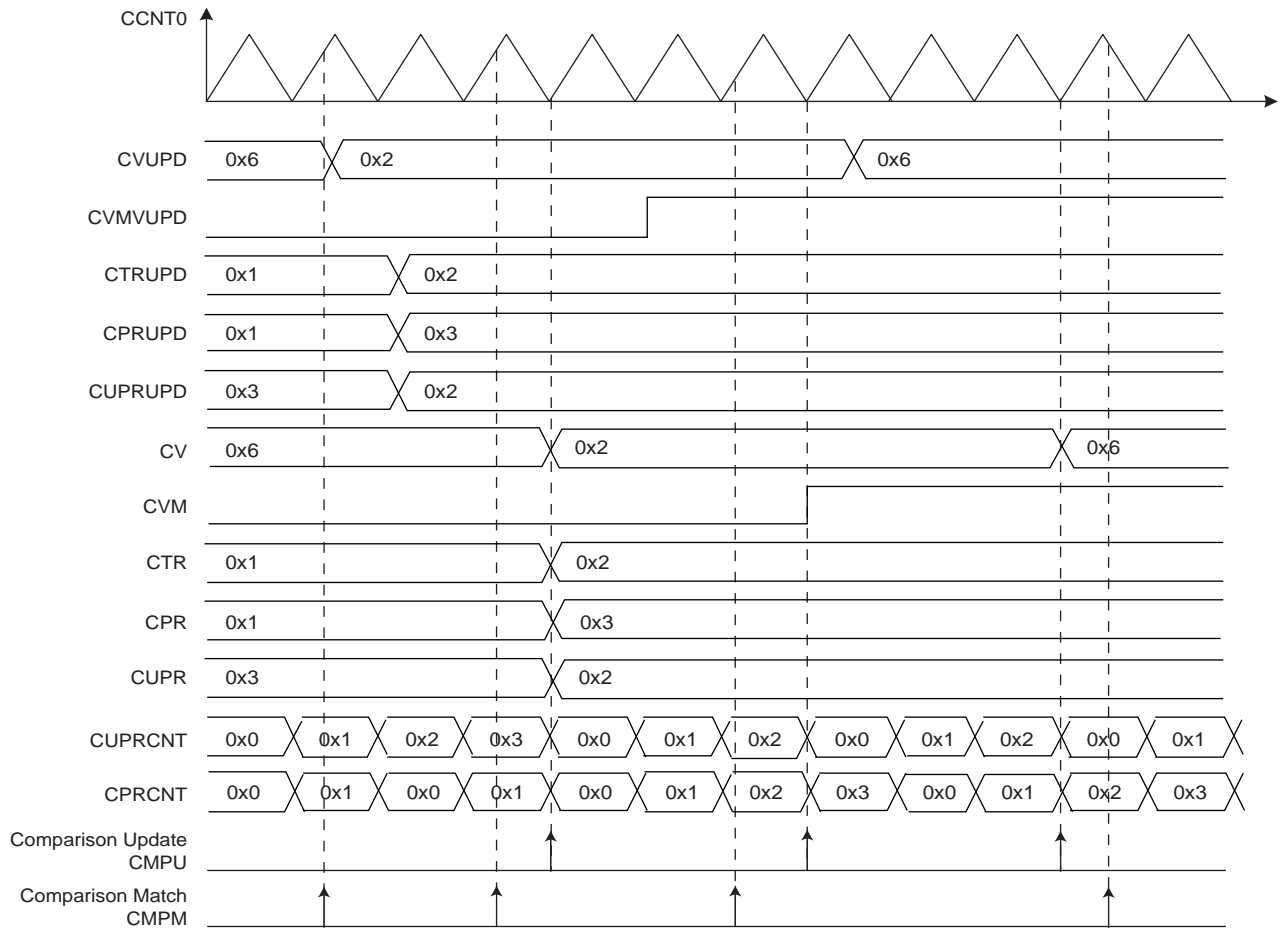 CCNT0
CVUPD 0x6 0x2 0x6
CVMVUPD
CTRUPD 0x1 0x2
CPRUPD 0x1 0x3
CUPRUPD 0x3 0x2
CV 0x6 0x2 0x6
CVM
CTR 0x1 0x2
CPR 0x1 0x3
CUPR 0x3 0x2
CUPRCNT 0x0 0x1 0x2 0x3 0x0 0x1 0x2 0x0 0x1 0x2 0x0 0x1
CPRCNT 0x0 0x1 0x0 0x1 0x0 0x1 0x2 0x3 0x0 0x1 0x2 0x3
Comparison Update
CMPU
Comparison Match
CMPM